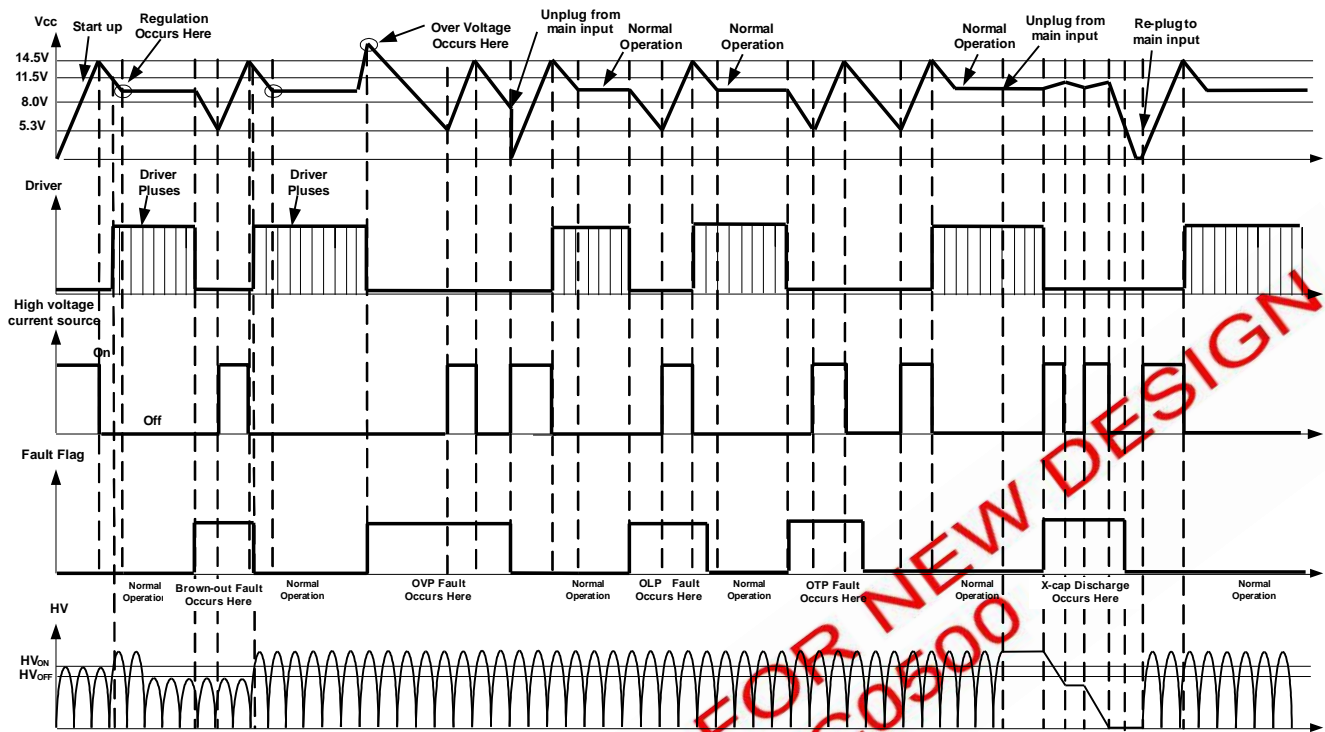 Vcc
Start up
Regulation
Occurs Here
Over Voltage
Occurs Here
Unplug from
main input
Normal
Operation
Normal
Operation
Normal
Operation
Unplug from
main input
Re-plug to
main input
14.5V
11.5V
8.0V
5.3V
Driver
Driver
Pluses
Driver
Pluses
High voltage
current source
On
Off
Fault Flag
Normal
Operation
Brown-out Fault
Occurs Here
Normal
Operation
OVP Fault
Occurs Here
Normal
Operation
OLP Fault
Occurs Here
Normal
Operation
OTP Fault
Occurs Here
Normal
Operation
X-cap Discharge
Occurs Here
Normal
Operation
HV
HVON
HVOFF
FOR NEW DESIGN
C0500